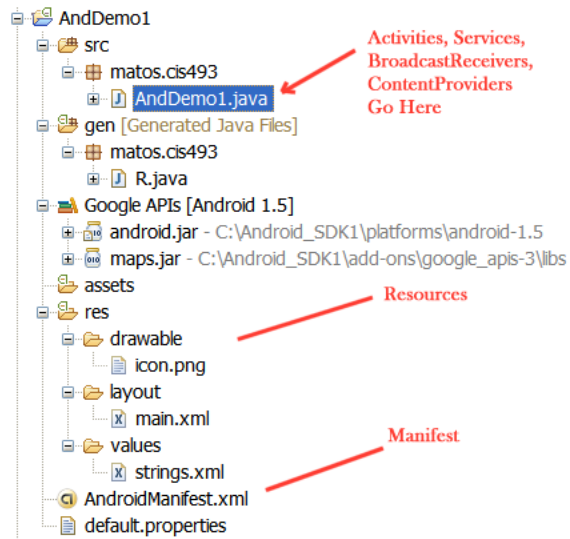 AndDemo1
src
matos.cis493
AndDemo1.java
gen [Generated Java Files]
matos.cis493
R.java
Google APIs [Android 1.5]
android.jar - C:\Android_SDK1\platforms\android-1.5
maps.jar - C:\Android_SDK1\add-ons\google_apis-3\libs
assets
res
drawable
icon.png
layout
main.xml
values
strings.xml
AndroidManifest.xml
default.properties
Activities, Services,
BroadcastReceivers,
ContentProviders
Go Here
Resources
Manifest